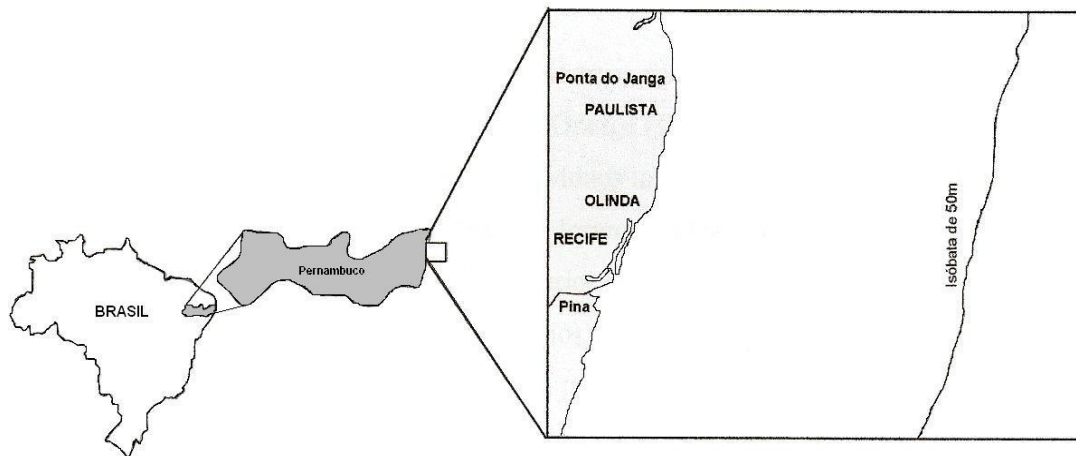 BRASIL
Pernambuco
Ponta do Janga
PAULISTA
OLINDA
RECIFE
Pina
Isóbata de 50m